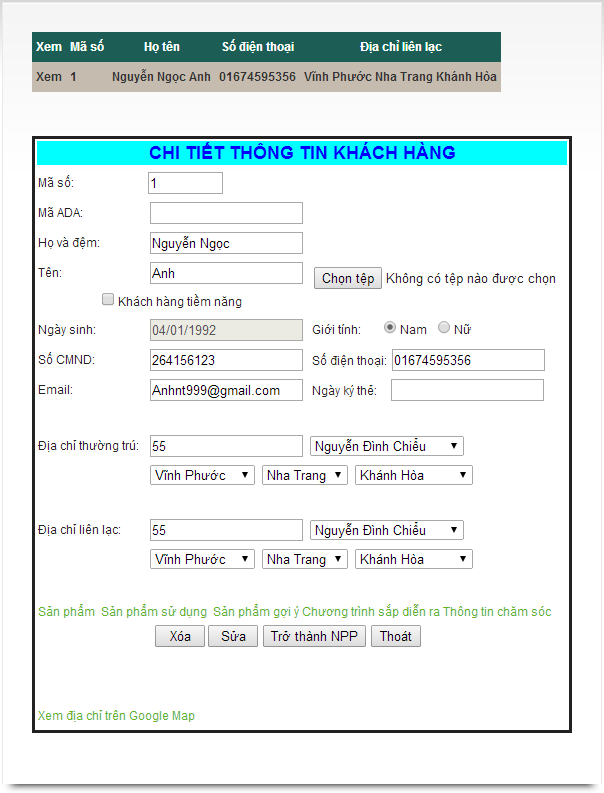 Xem Mã số Họ tên Số điện thoại Địa chỉ liên lạc
Xem 1 Nguyễn Ngọc Anh 01674595356 Vĩnh Phước Nha Trang Khánh Hòa
CHI TIẾT THÔNG TIN KHÁCH HÀNG
Mã số: 1
Mã ADA:
Họ và đệm: Nguyễn Ngọc
Tên: Anh Chọn tệp Không có tệp nào được chọn
Khách hàng tiềm năng
Ngày sinh: 04/01/1992 Giới tính: Nam Nữ
Số CMND: 264156123 Số điện thoại: 01674595356
Email: Anhnt999@gmail.com Ngày ký thẻ:
Địa chỉ thường trú: 55 Nguyễn Đình Chiểu
Vĩnh Phước Nha Trang Khánh Hòa
Địa chỉ liên lạc: 55 Nguyễn Đình Chiểu
Vĩnh Phước Nha Trang Khánh Hòa
Sản phẩm Sản phẩm sử dụng Sản phẩm gợi ý Chương trình sắp diễn ra Thông tin chăm sóc
Xóa Sửa Trở thành NPP Thoát
Xem địa chỉ trên Google Map